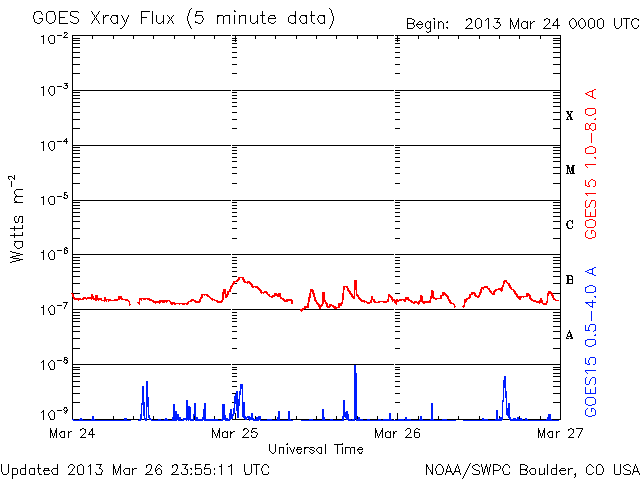 GOES Xray Flux (5 minute data)
Begin: 2013 Mar 24 0000 UTC
10⁻²
10⁻³
10⁻⁴
10⁻⁵
10⁻⁶
10⁻⁷
10⁻⁸
10⁻⁹
Watts m⁻²
X
M
C
B
A
GOES15 1.0-8.0 A
GOES15 0.5-4.0 A
Mar 24
Mar 25
Mar 26
Mar 27
Universal Time
Updated 2013 Mar 26 23:55:11 UTC
NOAA/SWPC Boulder, CO USA